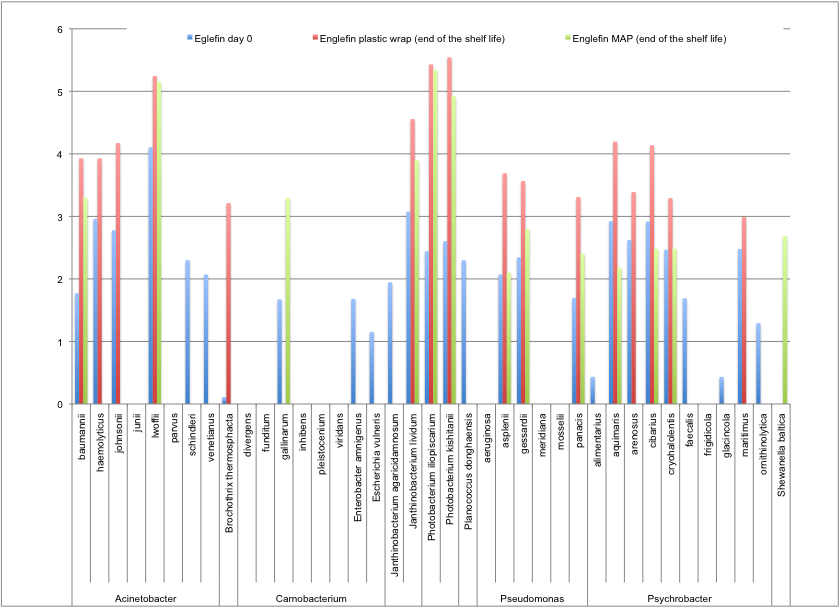 6
Eglefin day 0
Englefin plastic wrap (end of the shelf life)
Englefin MAP (end of the shelf life)
5
4
3
2
1
0
baumannii
haemolyticus
johnsonii
junii
lwoffii
parvus
schindleri
venetianus
Brochothrix thermosphacta
divergens
funditum
gallinarum
inhibens
pleistocenium
viridans
Enterobacter amnigenus
Escherichia vulneris
Janthinobacterium agaricidamnosum
Janthinobacterium lividum
Photobacterium iliopiscarium
Photobacterium kishitanii
Planococcus donghaensis
aeruginosa
asplenii
gessardii
meridiana
mosselii
panacis
alimentarius
aquimaris
arenosus
cibarius
cryohalolentis
faecalis
frigidicola
glacincola
maritimus
ornithinolytica
Shewanella baltica
Acinetobacter
Carnobacterium
Pseudomonas
Psychrobacter